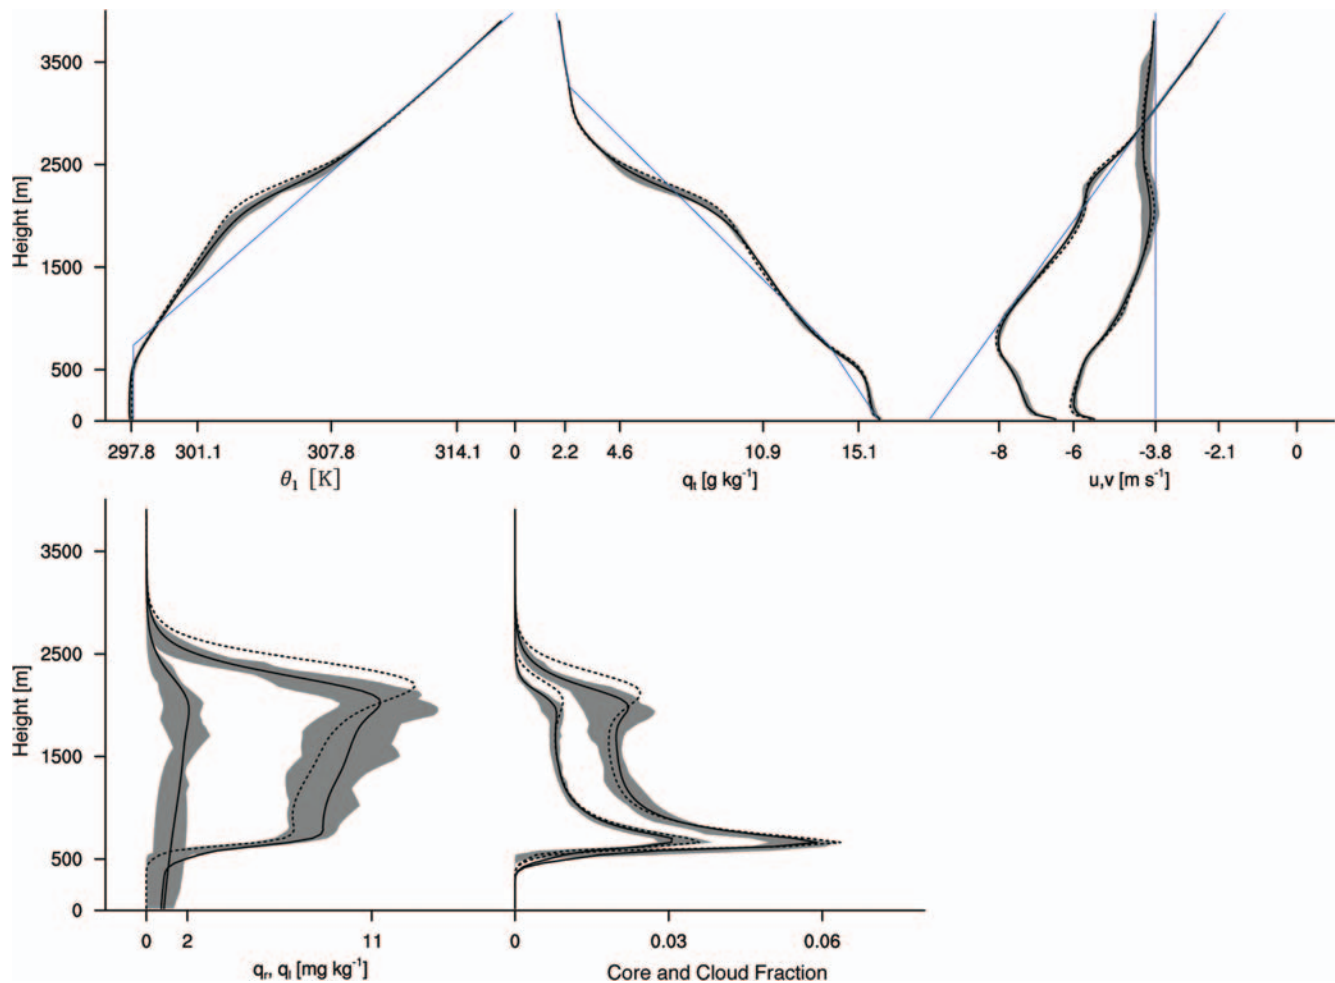 3500
2500
1500
500
0
Height [m]
297.8 301.1 307.8 314.1 0 2.2 4.6 10.9 15.1 -8 -6 -3.8 -2.1 0
θ₁ [K] qₜ [g kg⁻¹] u,v [m s⁻¹]
3500
2500
1500
500
0
Height [m]
0 2 11 0 0.03 0.06
qᵣ, qₗ [mg kg⁻¹] Core and Cloud Fraction